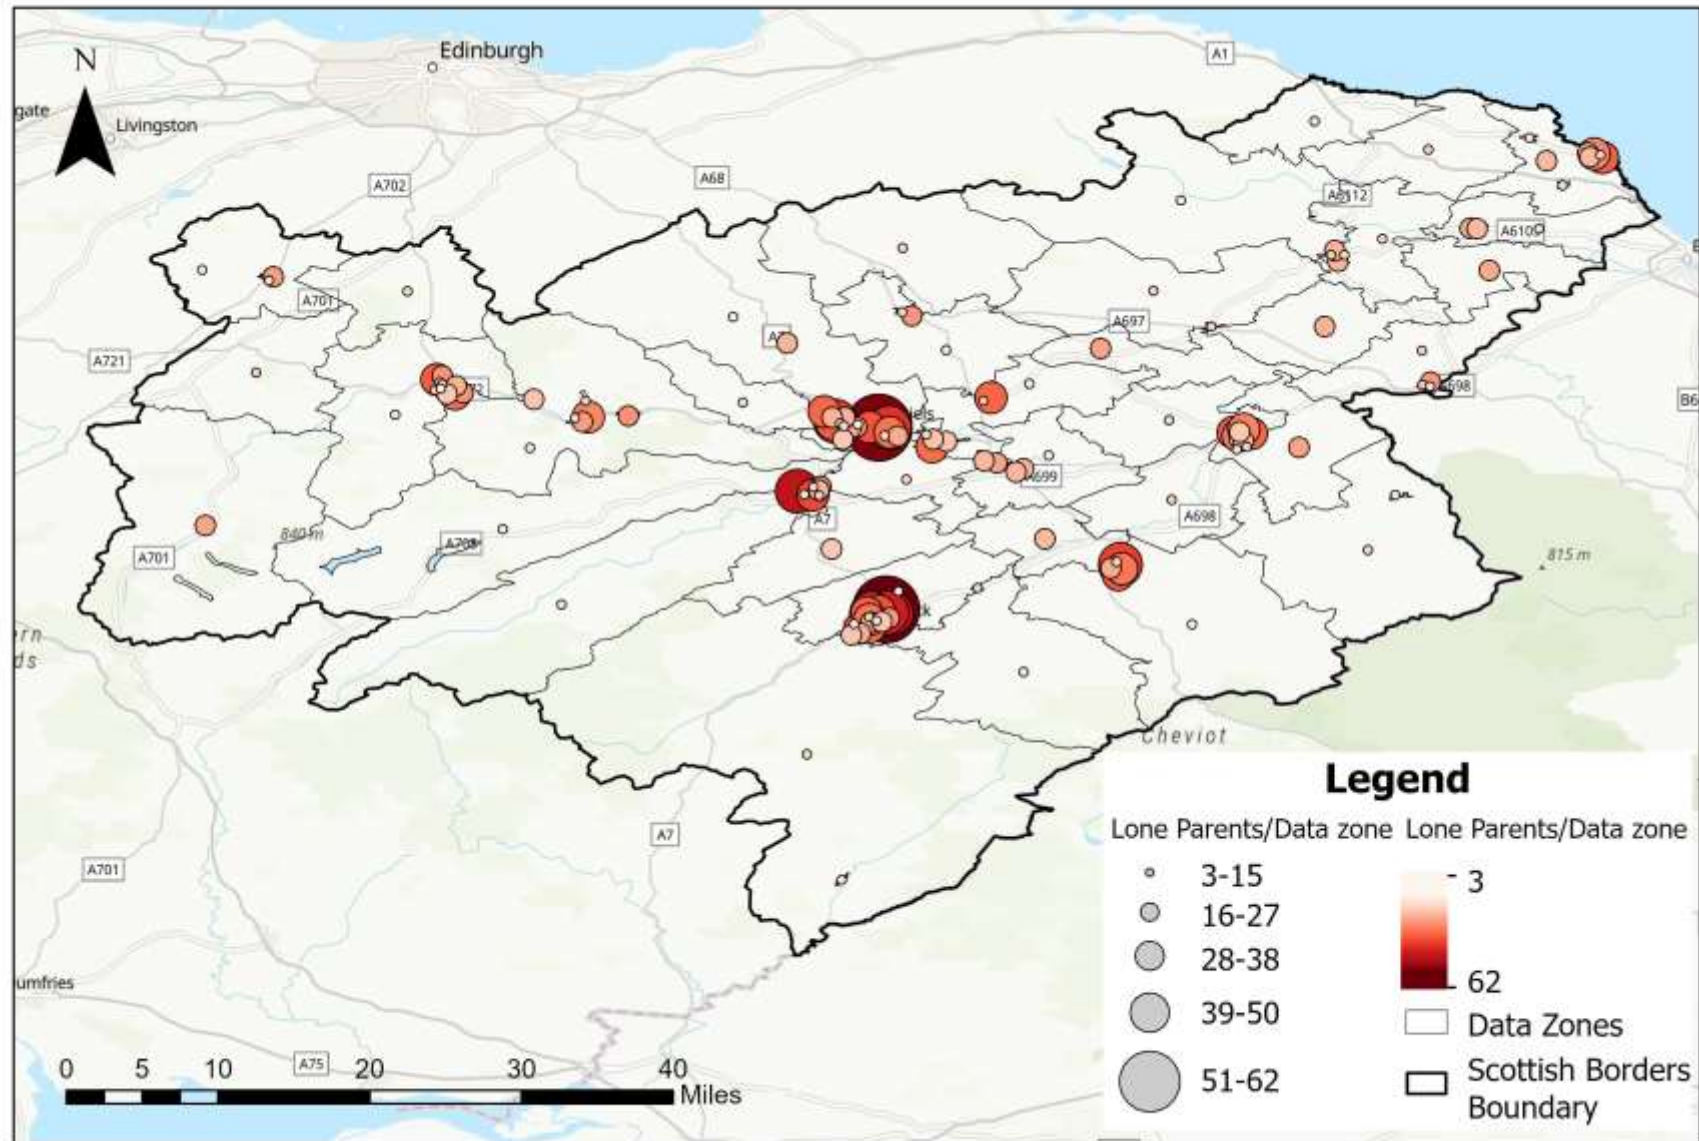 Edinburgh
A1
N
gate
Livingston
A68
A702
A6112
A701
A721
A697
A698
A699
A7
A698
840 m
A701
A708
815 m
Cheviot
A7
A701
umfries
A75
Legend
Lone Parents/Data zone Lone Parents/Data zone
3-15
16-27
28-38
39-50
51-62
3
62
Data Zones
Scottish Borders
Boundary
0 5 10 20 30 40
Miles